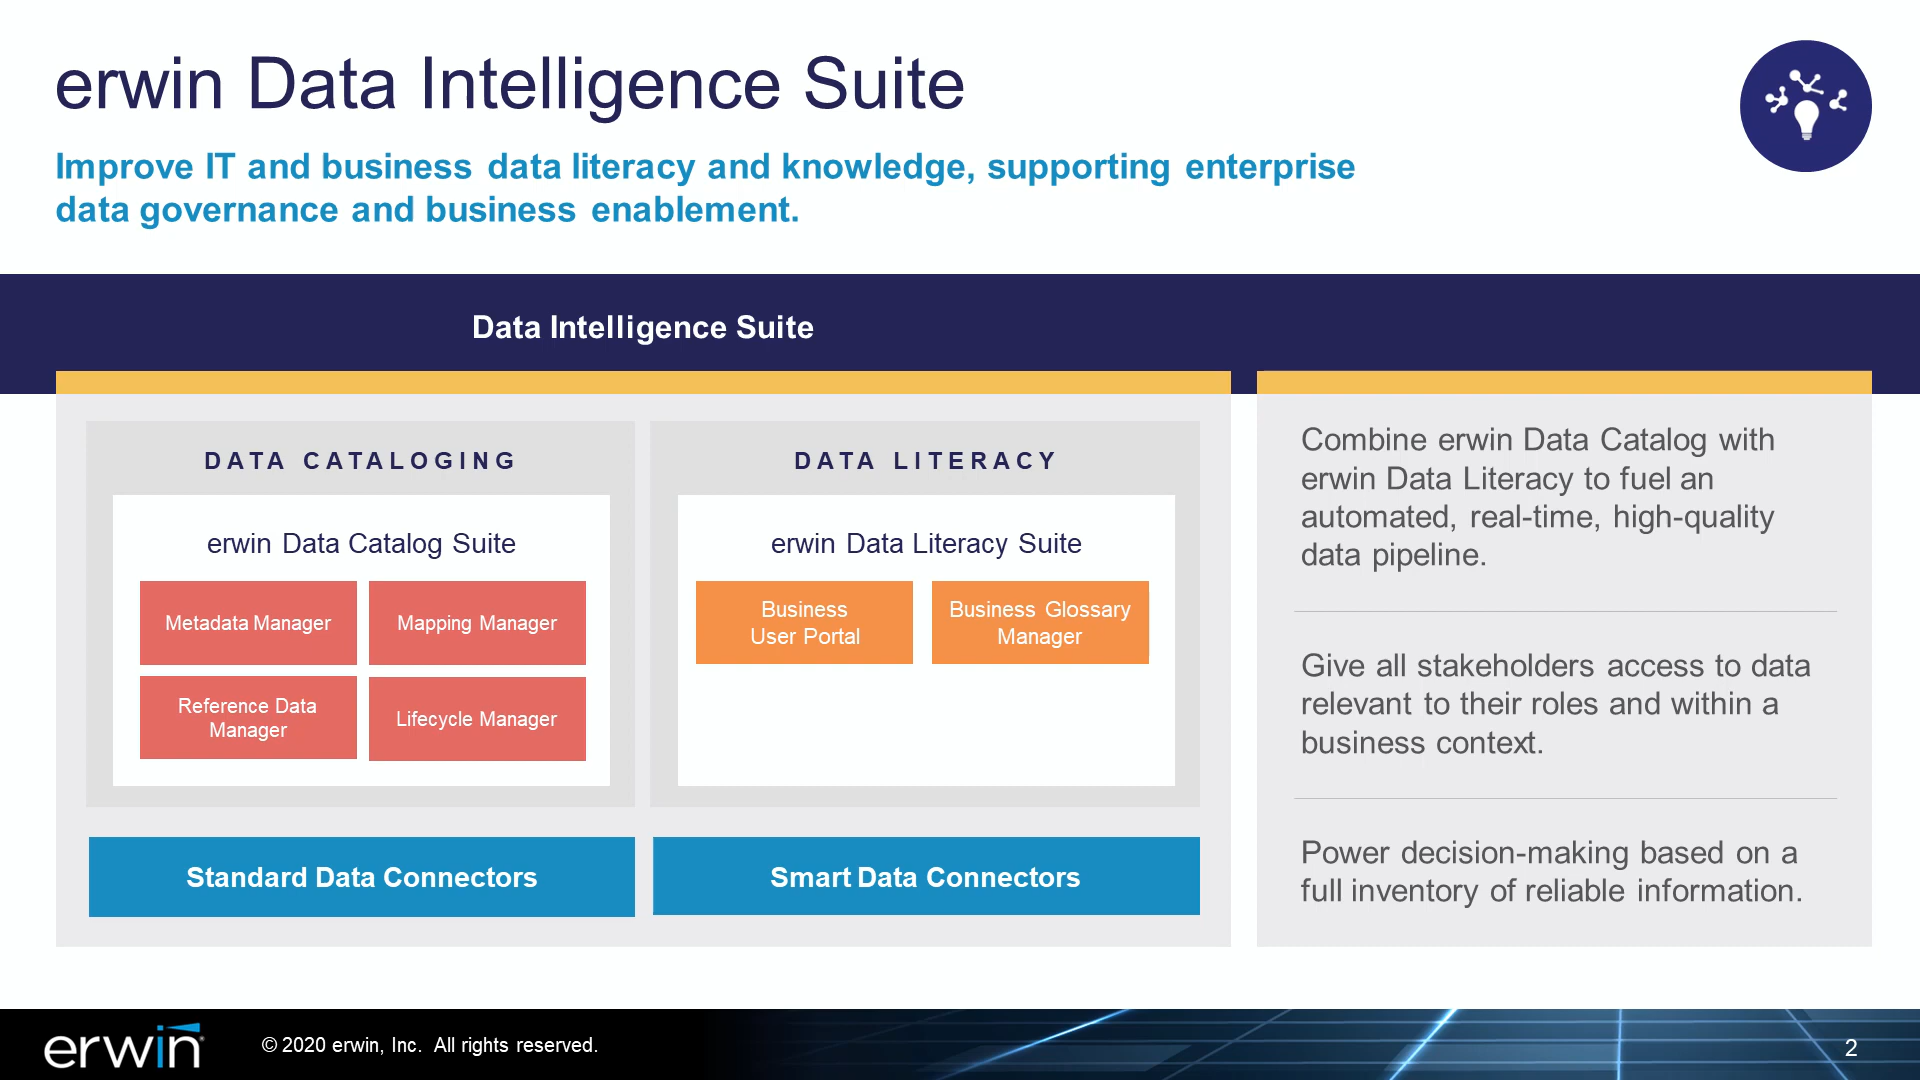 erwin Data Intelligence Suite
Improve IT and business data literacy and knowledge, supporting enterprise
data governance and business enablement.
Data Intelligence Suite
DATA CATALOGING
erwin Data Catalog Suite
Metadata Manager
Mapping Manager
Reference Data
Manager
Lifecycle Manager
DATA LITERACY
erwin Data Literacy Suite
Business
User Portal
Business Glossary
Manager
Standard Data Connectors
Smart Data Connectors
Combine erwin Data Catalog with
erwin Data Literacy to fuel an
automated, real-time, high-quality
data pipeline.
Give all stakeholders access to data
relevant to their roles and within a
business context.
Power decision-making based on a
full inventory of reliable information.
erwin
© 2020 erwin, Inc. All rights reserved.
2